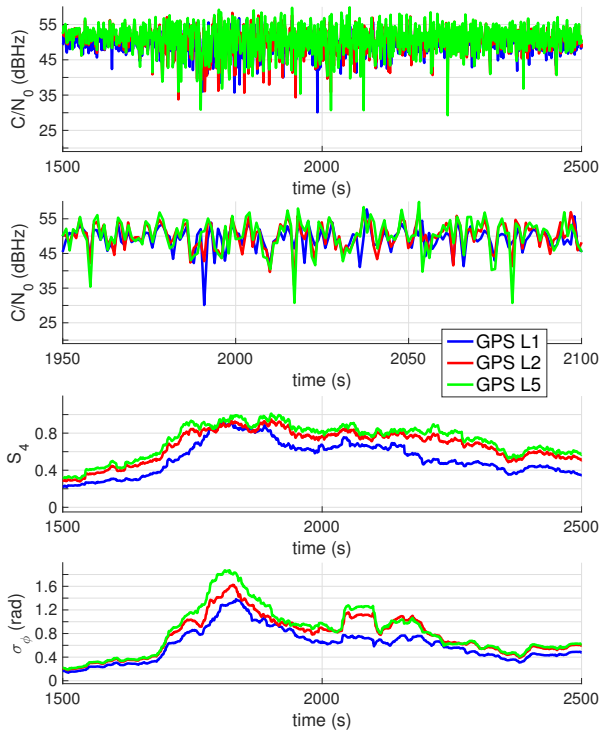 55
45
35
25
C/N0 (dBHz)
1500 2000 2500
time (s)
55
45
35
25
C/N0 (dBHz)
1950 2000 2050 2100
time (s)
GPS L1
GPS L2
GPS L5
0.8
0.4
0
S4
1500 2000 2500
time (s)
1.6
1.2
0.8
0.4
0
σϕ (rad)
1500 2000 2500
time (s)